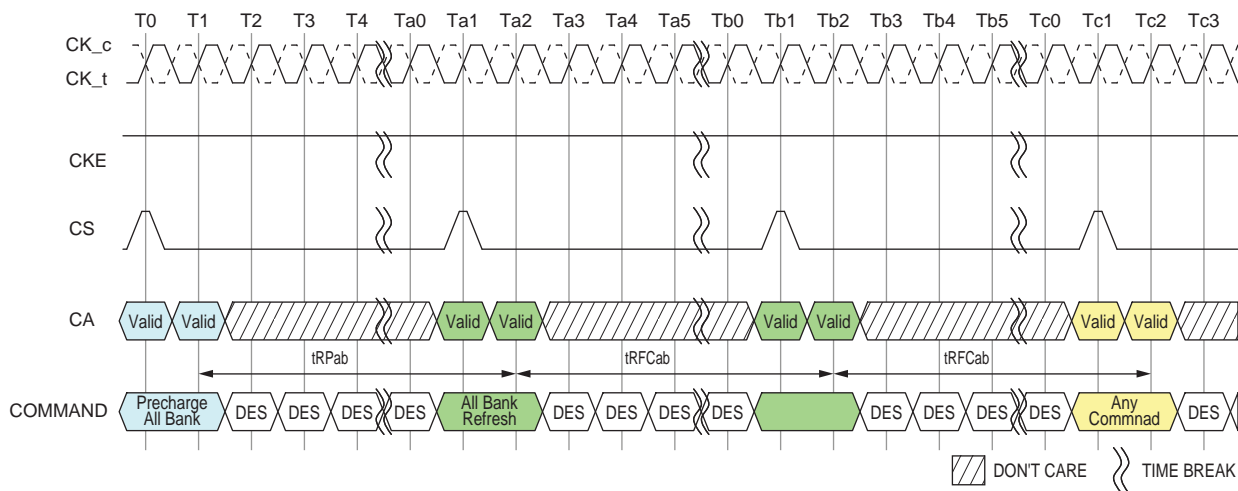 T0 T1 T2 T3 T4 Ta0 Ta1 Ta2 Ta3 Ta4 Ta5 Tb0 Tb1 Tb2 Tb3 Tb4 Tb5 Tc0 Tc1 Tc2 Tc3
CK_c
CK_t
CKE
CS
CA Valid Valid Valid Valid Valid Valid Valid Valid
tRPab tRFCab tRFCab
COMMAND Precharge All Bank DES DES DES DES All Bank Refresh DES DES DES DES DES DES DES DES Any Commnad DES
DON'T CARE TIME BREAK